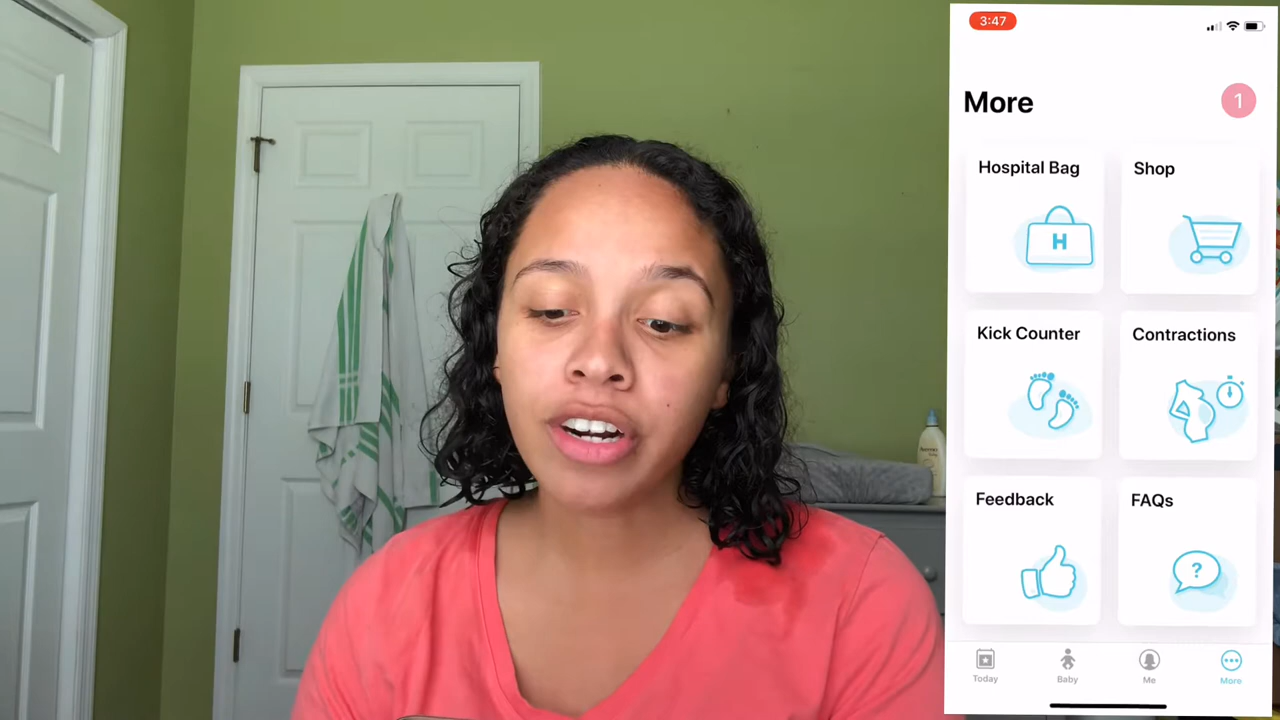 3:47
More
1
Hospital Bag
Shop
H
Kick Counter
Contractions
Feedback
FAQs
?
Today
Baby
Me
More